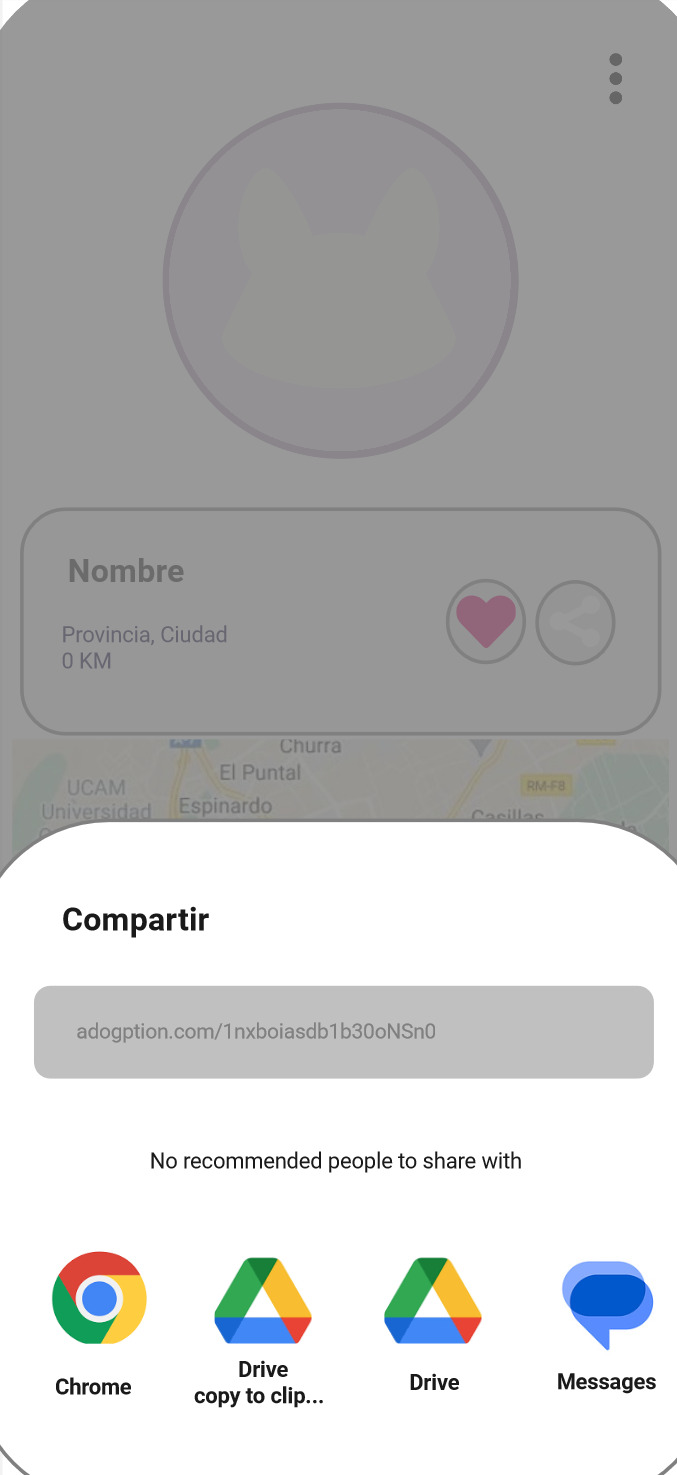 Nombre
Provincia, Ciudad
0 KM
Churra
El Puntal
UCAM
Universidad
Espinardo
RM-F8
Casillas
Compartir
adogption.com/1nxboiasdb1b30oNSn0
No recommended people to share with
Chrome
Drive
copy to clip...
Drive
Messages